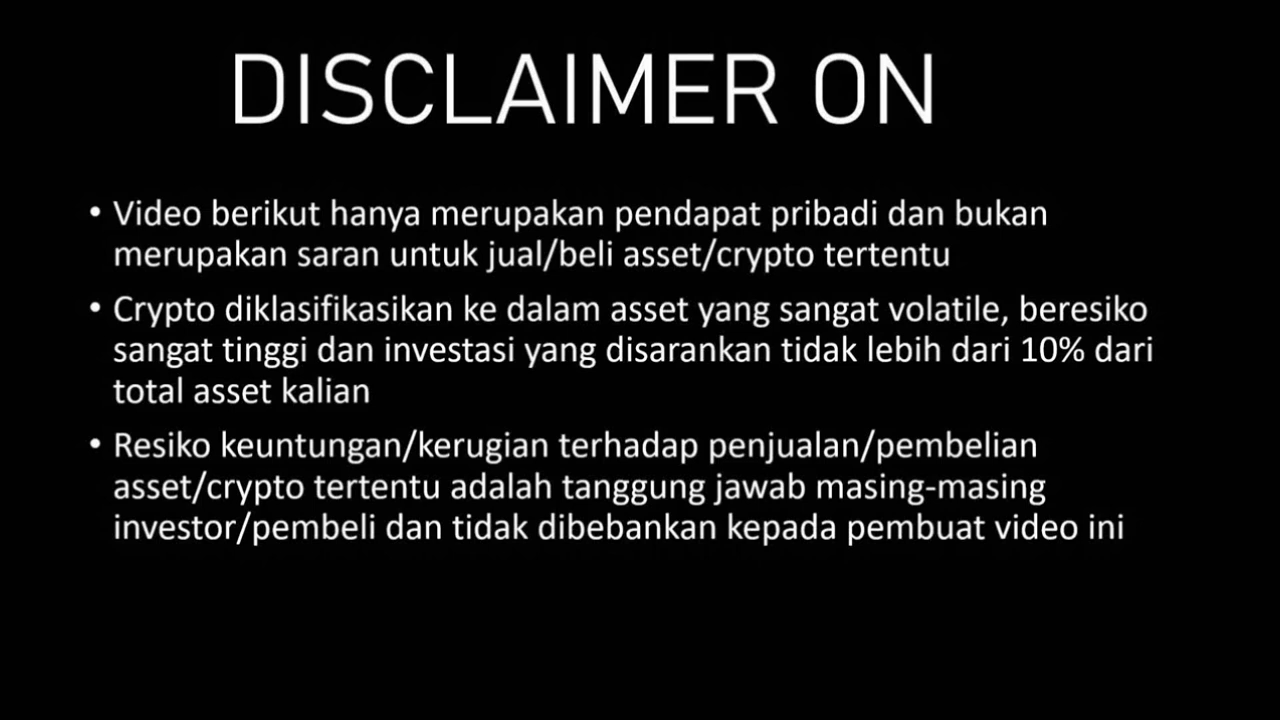 DISCLAIMER ON
• Video berikut hanya merupakan pendapat pribadi dan bukan
merupakan saran untuk jual/beli asset/crypto tertentu
• Crypto diklasifikasikan ke dalam asset yang sangat volatile, beresiko
sangat tinggi dan investasi yang disarankan tidak lebih dari 10% dari
total asset kalian
• Resiko keuntungan/kerugian terhadap penjualan/pembelian
asset/crypto tertentu adalah tanggung jawab masing-masing
investor/pembeli dan tidak dibebankan kepada pembuat video ini